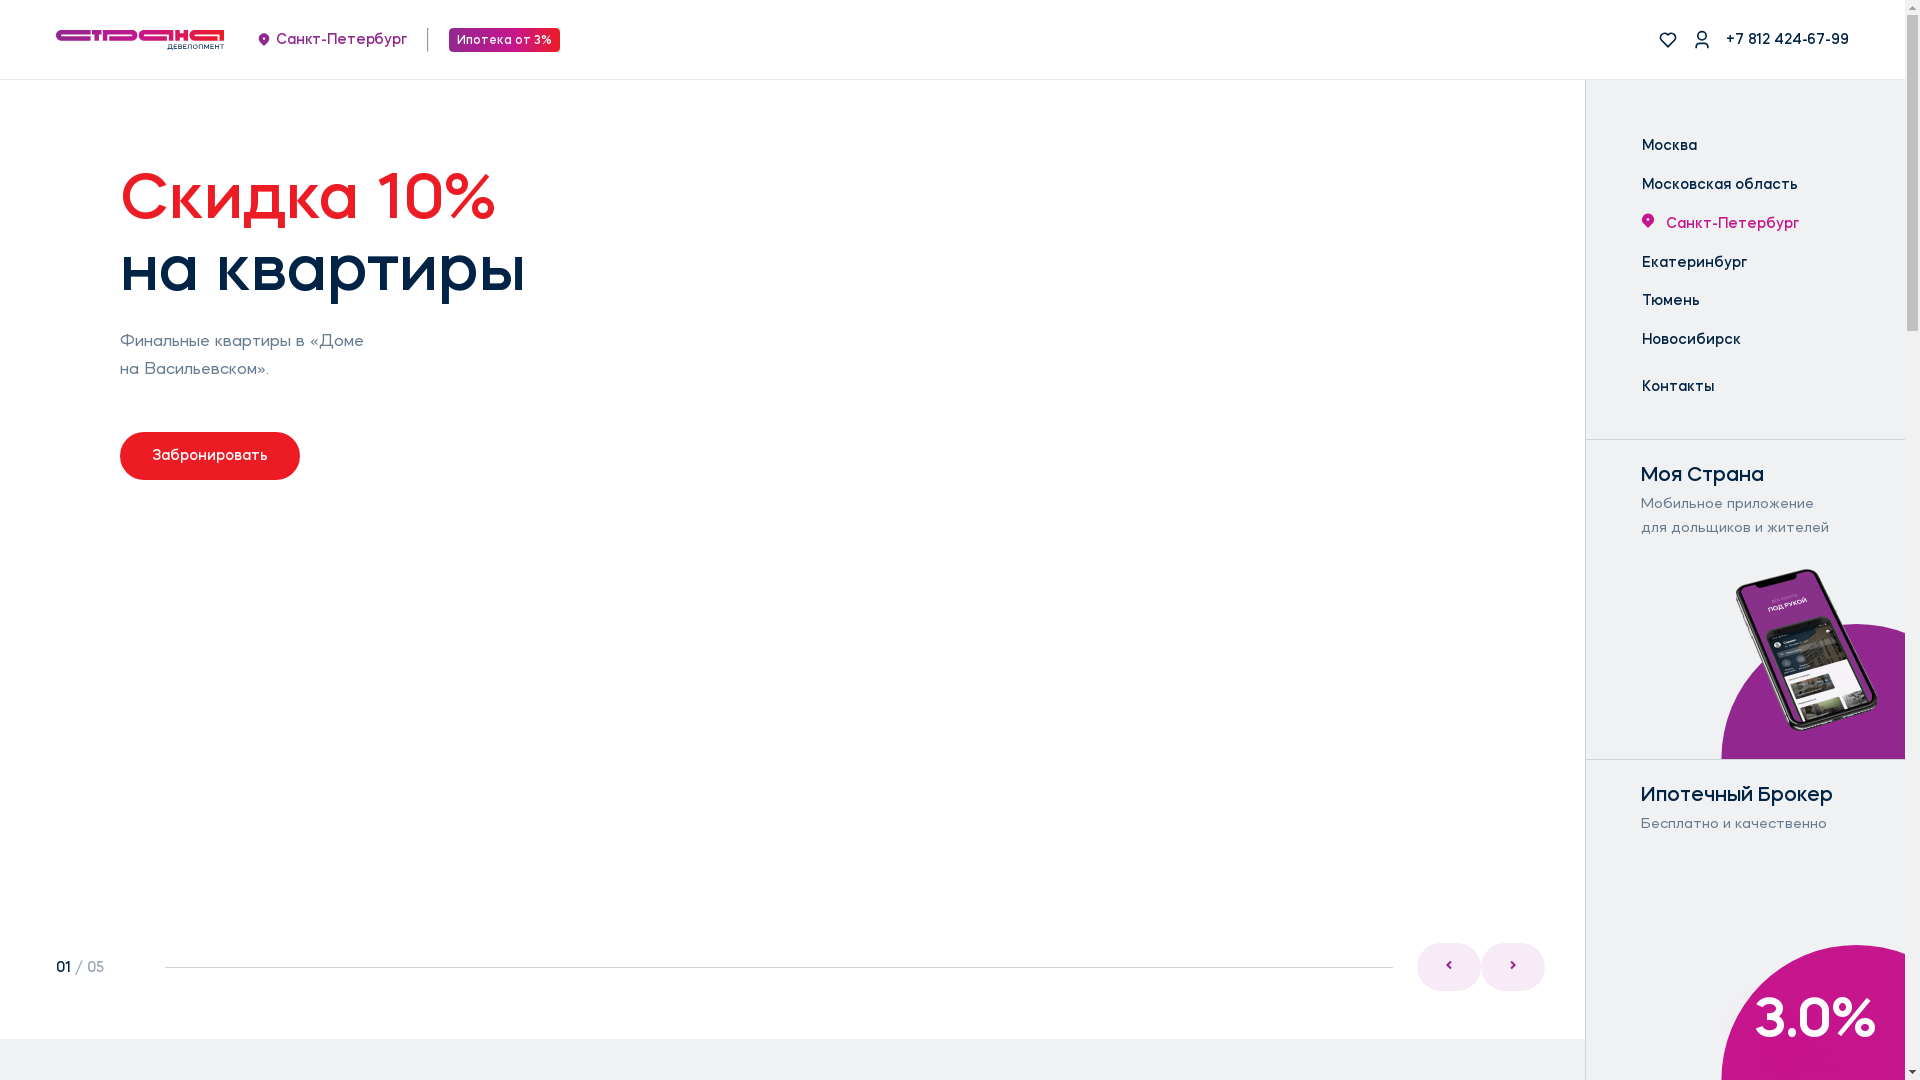 страна
ДЕВЕЛОПМЕНТ
Санкт-Петербург
Ипотека от 3%
+7 812 424-67-99
Скидка 10%
на квартиры
Финальные квартиры в «Доме
на Васильевском».
Забронировать
01 / 05
Москва
Московская область
Санкт-Петербург
Екатеринбург
Тюмень
Новосибирск
Контакты
Моя Страна
Мобильное приложение
для дольщиков и жителей
ПОД РУКОЙ
Ипотечный Брокер
Бесплатно и качественно
3.0%